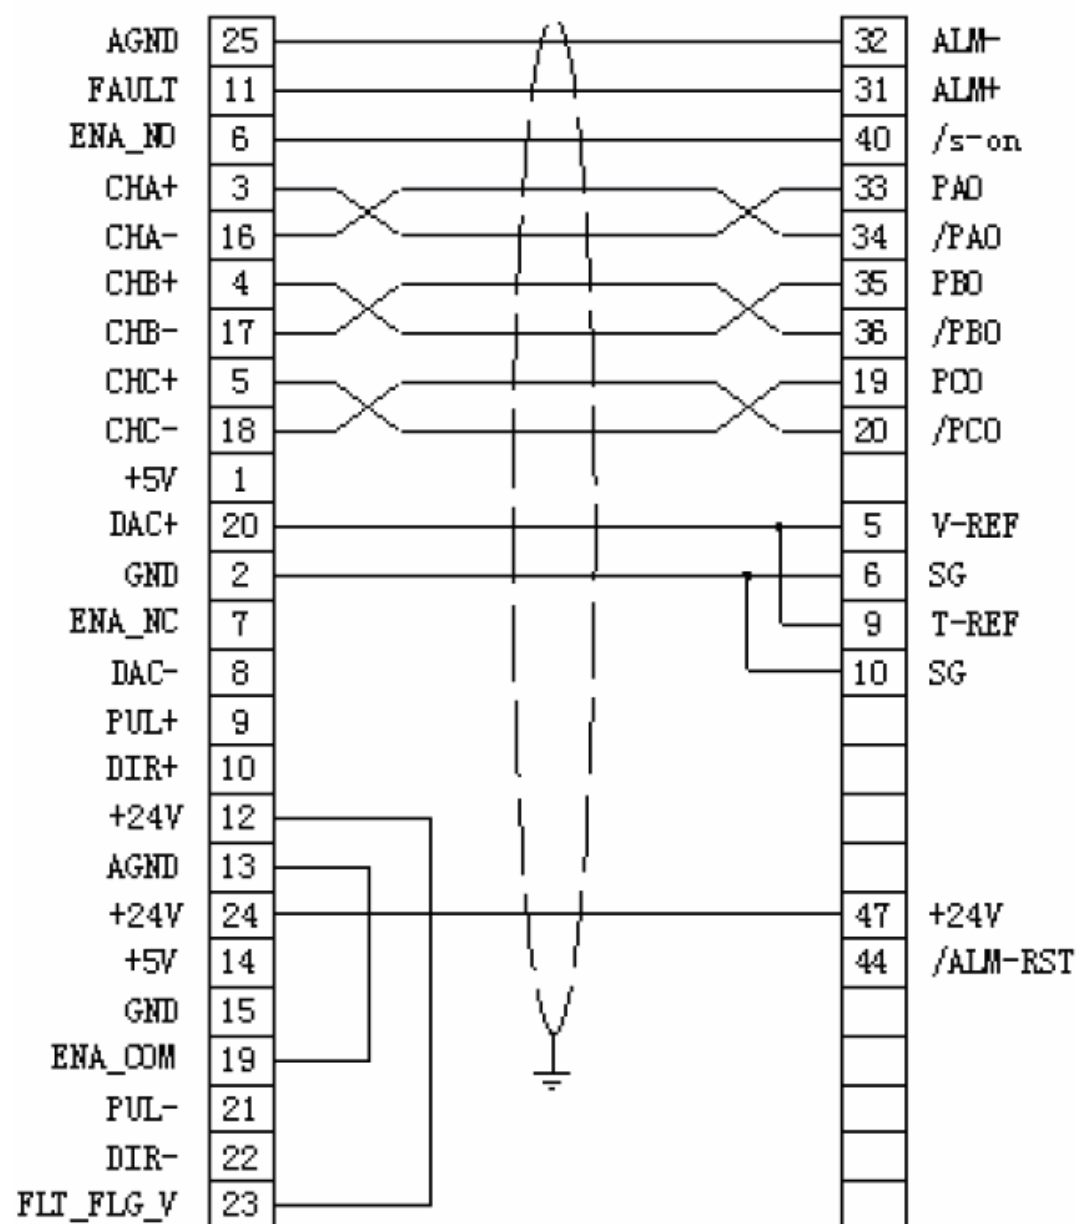 AGND 25 32 ALM-
FAULT 11 31 ALM+
ENA_NO 6 40 /s-on
CHA+ 3 33 PAO
CHA- 16 34 /PAO
CHB+ 4 35 PBO
CHB- 17 36 /PBO
CHC+ 5 19 PCO
CHC- 18 20 /PCO
+5V 1
DAC+ 20 5 V-REF
GND 2 6 SG
ENA_NC 7 9 T-REF
DAC- 8 10 SG
PUL+ 9
DIR+ 10
+24V 12
AGND 13
+24V 24 47 +24V
+5V 14 44 /ALM-RST
GND 15
ENA_COM 19
PUL- 21
DIR- 22
FLT_FLG_V 23